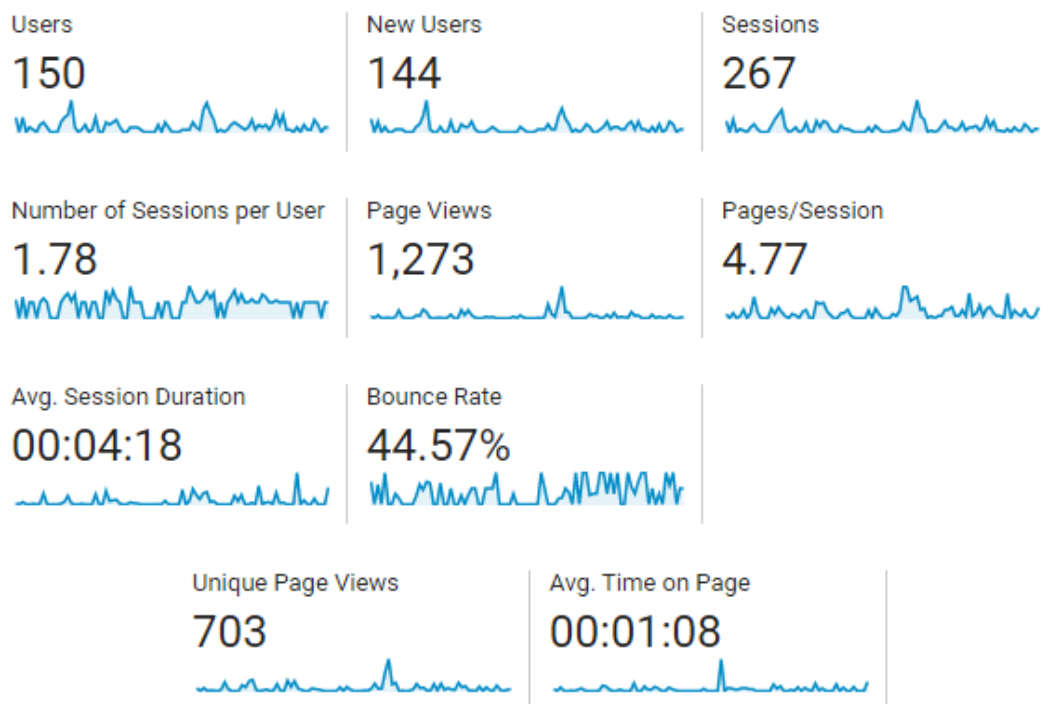 Users
150
New Users
144
Sessions
267
Number of Sessions per User
1.78
Page Views
1,273
Pages/Session
4.77
Avg. Session Duration
00:04:18
Bounce Rate
44.57%
Unique Page Views
703
Avg. Time on Page
00:01:08